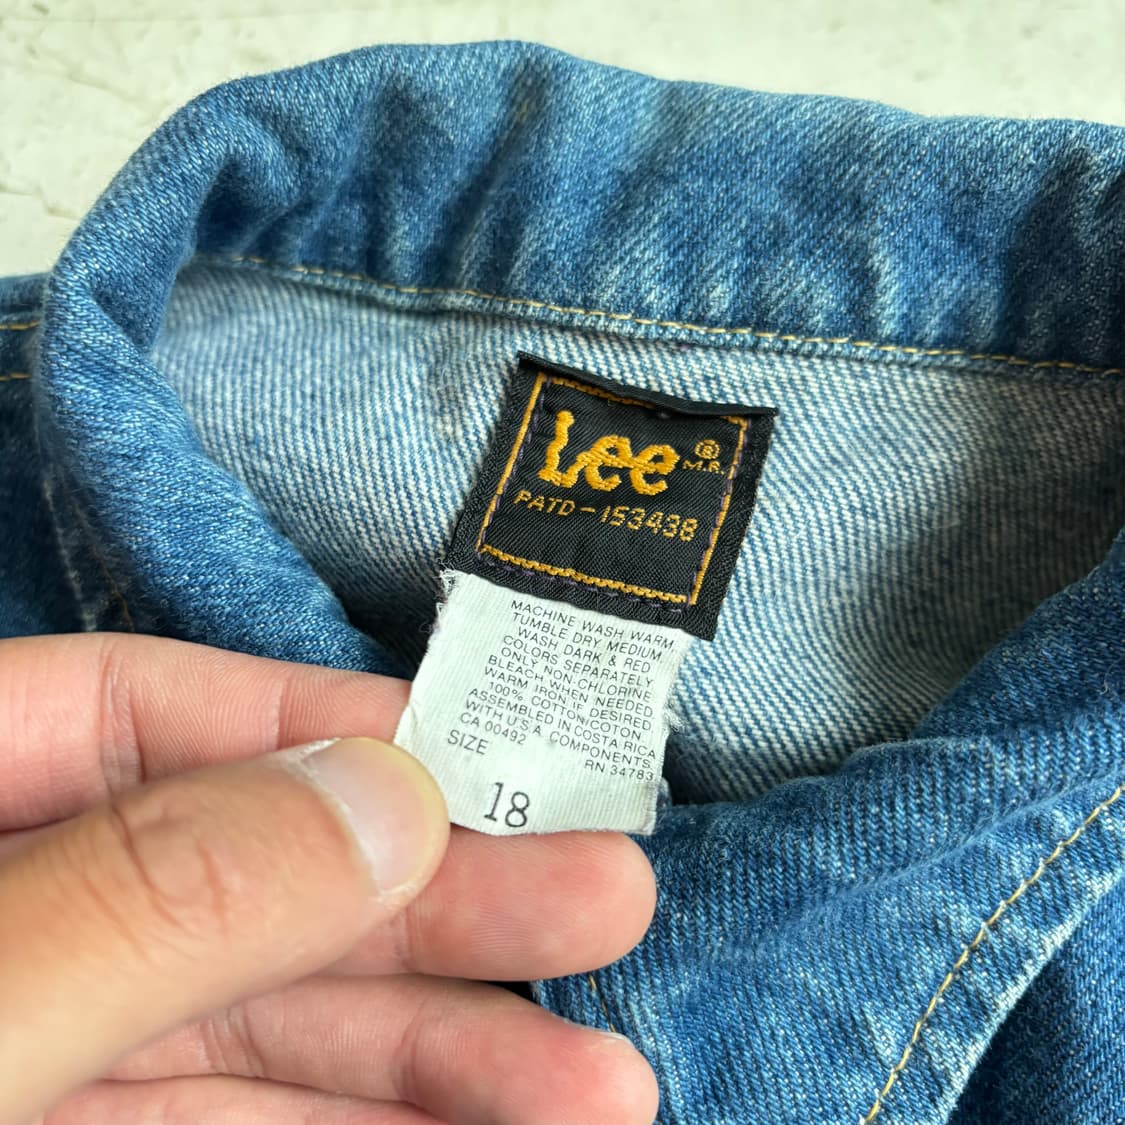 Lee ®
M.R.
PATD-153438
MACHINE WASH WARM
TUMBLE DRY MEDIUM
WASH DARK & RED
COLORS SEPARATELY
ONLY NON-CHLORINE
BLEACH WHEN NEEDED
WARM IRON IF DESIRED
100% COTTON/COTON
ASSEMBLED IN COSTA RICA
WITH U.S.A. COMPONENTS.
CA 00492
RN 34783
SIZE
18